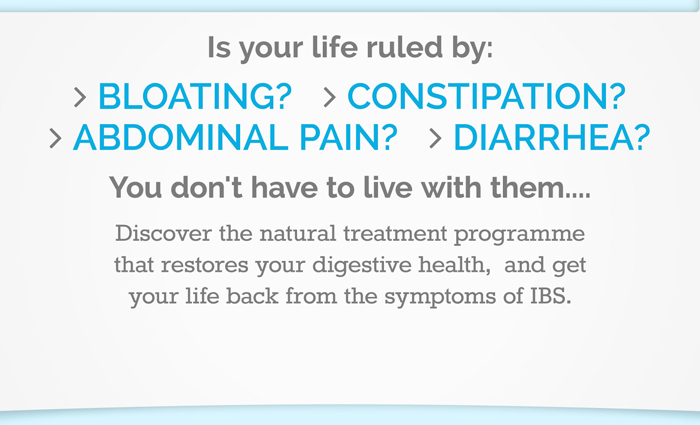 Is your life ruled by:
> BLOATING? > CONSTIPATION?
> ABDOMINAL PAIN? > DIARRHEA?
You don't have to live with them....
Discover the natural treatment programme
that restores your digestive health, and get
your life back from the symptoms of IBS.